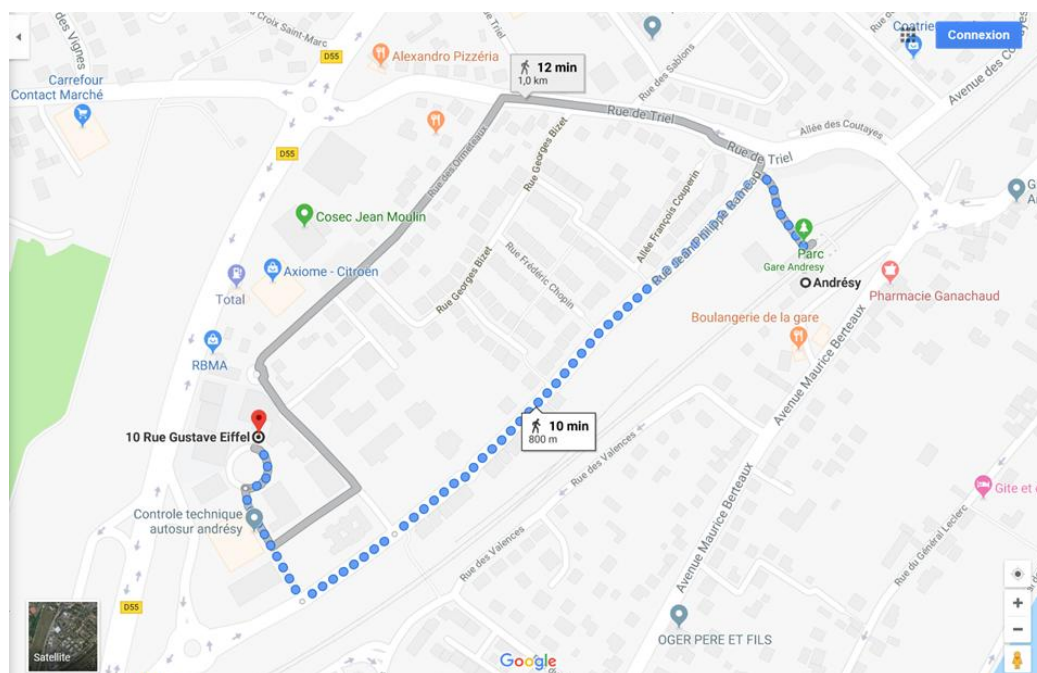 la Croix Saint-Marc
des Vignes
D55
Alexandro Pizzéria
12 min
1,0 km
Rue des Sablons
Connexion
Avenue des Coutayes
Carrefour
Contact Marché
D55
Rue des Ormeteaux
Rue de Triel
Allée des Coutayes
Rue de Triel
Rue Georges Bizet
Allée François Couperin
Rue Jean Philippe Rameau
Cosec Jean Moulin
Parc
Gare Andresy
Andrésy
Pharmacie Ganachaud
Rue Georges Bizet
Rue Frédéric Chopin
Axiome - Citroën
Total
Boulangerie de la gare
Avenue Maurice Berteaux
RBMA
10 min
800 m
10 Rue Gustave Eiffel
Rue des Valences
Controle technique
autosur andrésy
Gite et
Rue des Valences
Avenue Maurice Berteaux
Rue du Général Leclerc
D55
OGER PERE ET FILS
Satellite
Google